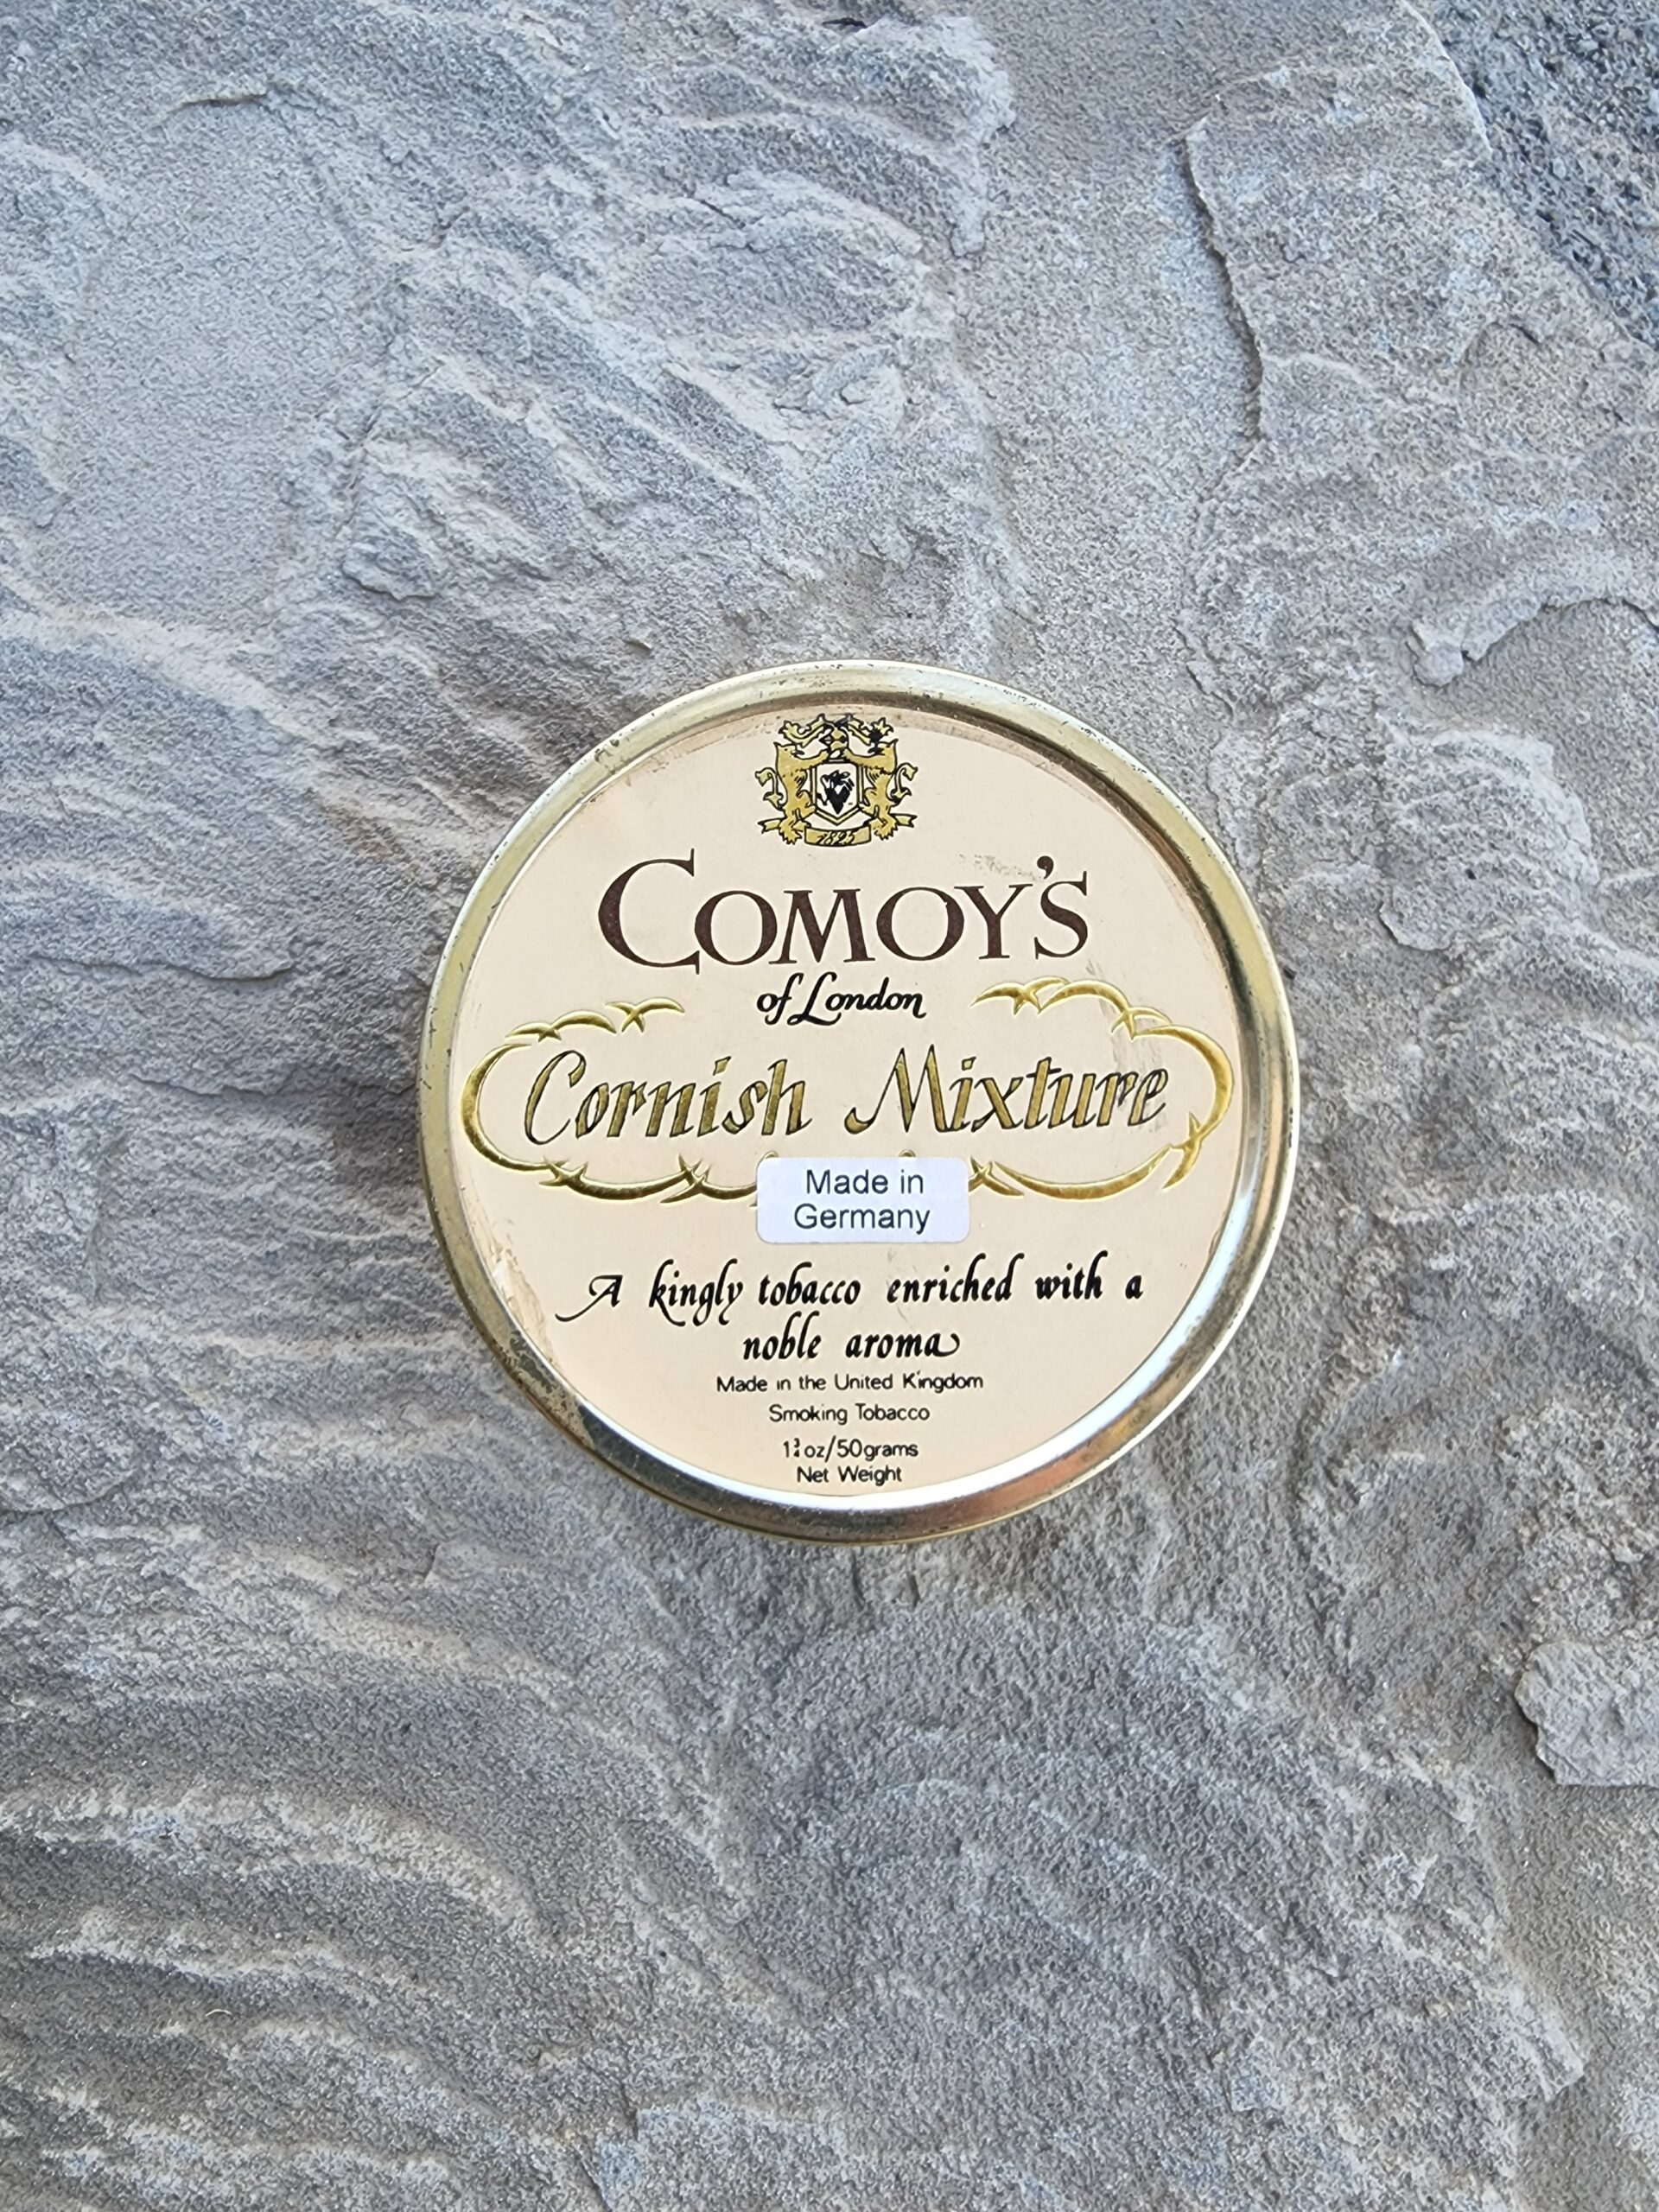 1825
COMOY'S
of London
Cornish Mixture
Made in
Germany
A kingly tobacco enriched with a
noble aroma
Made in the United Kingdom
Smoking Tobacco
1¾oz/50grams
Net Weight